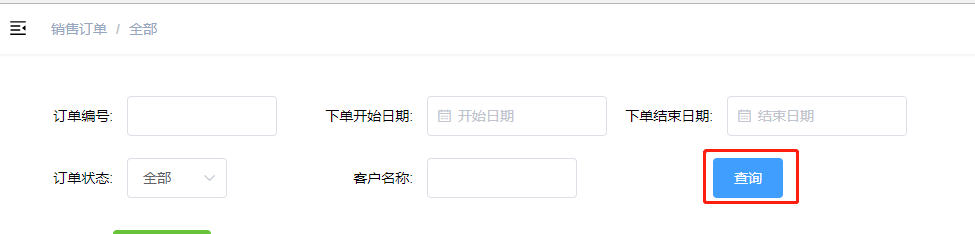 销售订单 / 全部
订单编号: 下单开始日期: 开始日期 下单结束日期: 结束日期
订单状态: 全部 客户名称: 查询